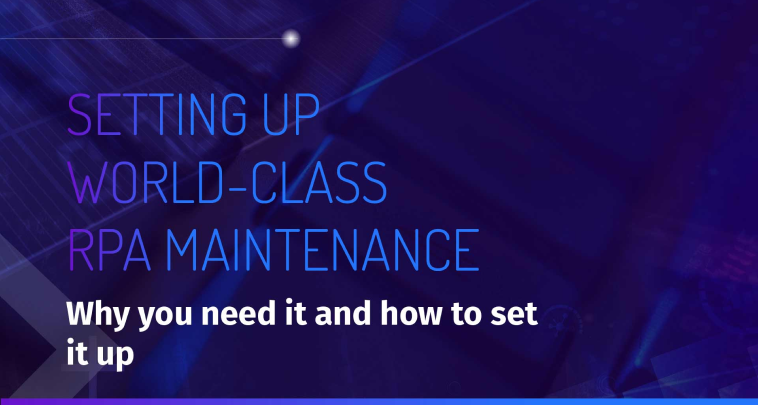 SETTING UP
WORLD-CLASS
RPA MAINTENANCE
Why you need it and how to set
it up